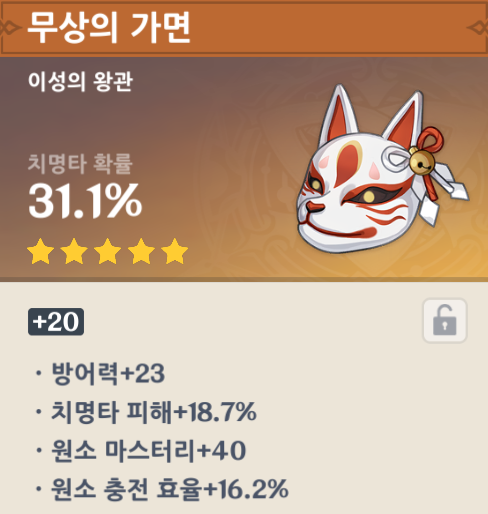 무상의 가면
이성의 왕관
치명타 확률
31.1%
+20
· 방어력+23
· 치명타 피해+18.7%
· 원소 마스터리+40
· 원소 충전 효율+16.2%